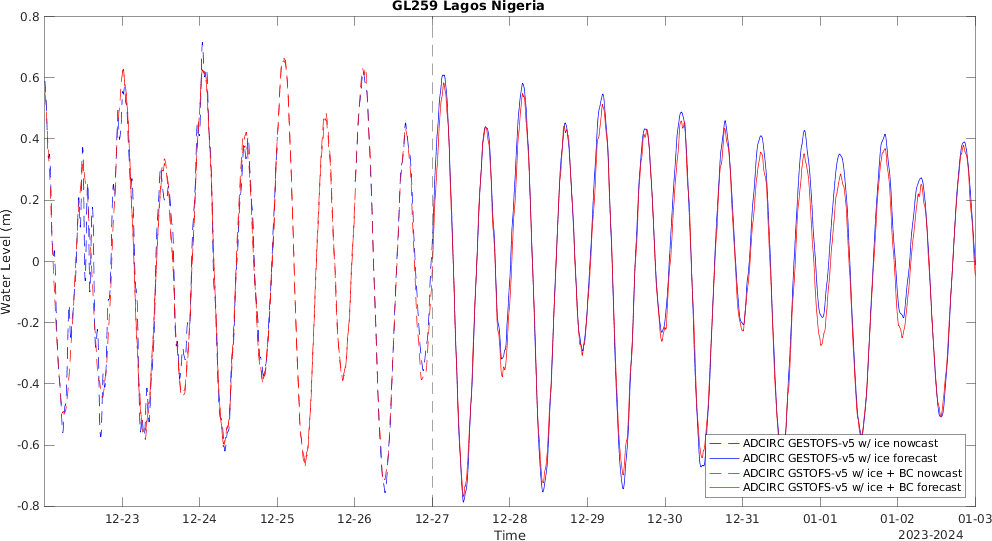 GL259 Lagos Nigeria
Water Level (m)
0.8
0.6
0.4
0.2
0
-0.2
-0.4
-0.6
-0.8
ADCIRC GESTOFS-v5 w/ ice nowcast
ADCIRC GESTOFS-v5 w/ ice forecast
ADCIRC GSTOFS-v5 w/ ice + BC nowcast
ADCIRC GSTOFS-v5 w/ ice + BC forecast
12-23 12-24 12-25 12-26 12-27 12-28 12-29 12-30 12-31 01-01 01-02 01-03
Time
2023-2024